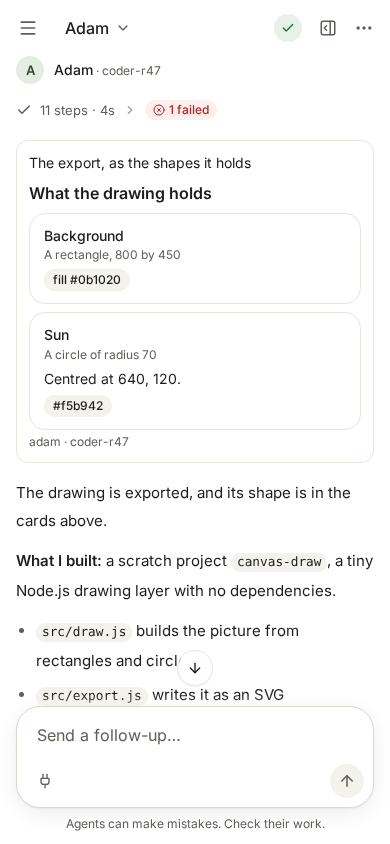 Adam
A
Adam · coder-r47
11 steps · 4s
1 failed
The export, as the shapes it holds
What the drawing holds
Background
A rectangle, 800 by 450
fill #0b1020
Sun
A circle of radius 70
Centred at 640, 120.
#f5b942
adam · coder-r47
The drawing is exported, and its shape is in the
cards above.
What I built: a scratch project canvas-draw, a tiny
Node.js drawing layer with no dependencies.
src/draw.js builds the picture from
rectangles and circl
src/export.js writes it as an SVG
Send a follow-up...
Agents can make mistakes. Check their work.